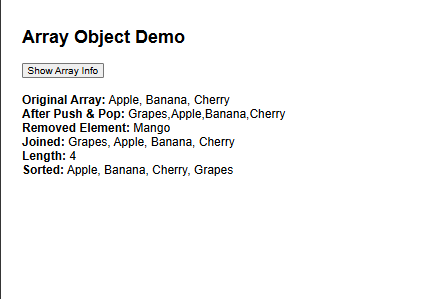 Array Object Demo
Show Array Info
Original Array: Apple, Banana, Cherry
After Push & Pop: Grapes,Apple,Banana,Cherry
Removed Element: Mango
Joined: Grapes, Apple, Banana, Cherry
Length: 4
Sorted: Apple, Banana, Cherry, Grapes